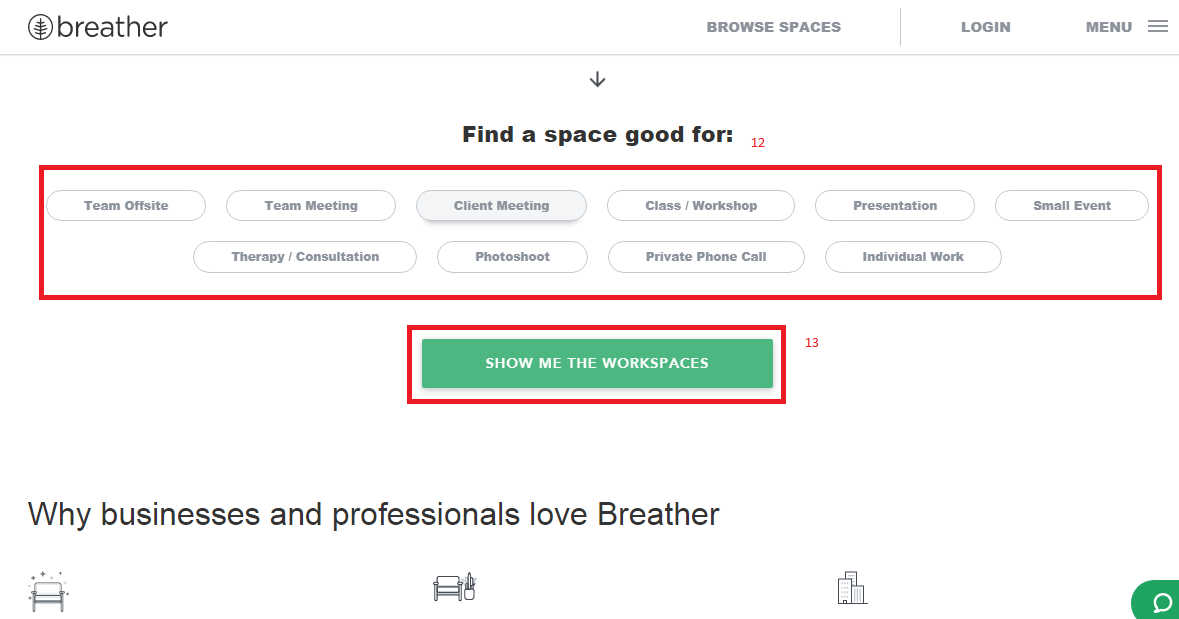 breather BROWSE SPACES LOGIN MENU
Find a space good for: 12
Team Offsite Team Meeting Client Meeting Class / Workshop Presentation Small Event
Therapy / Consultation Photoshoot Private Phone Call Individual Work
SHOW ME THE WORKSPACES 13
Why businesses and professionals love Breather